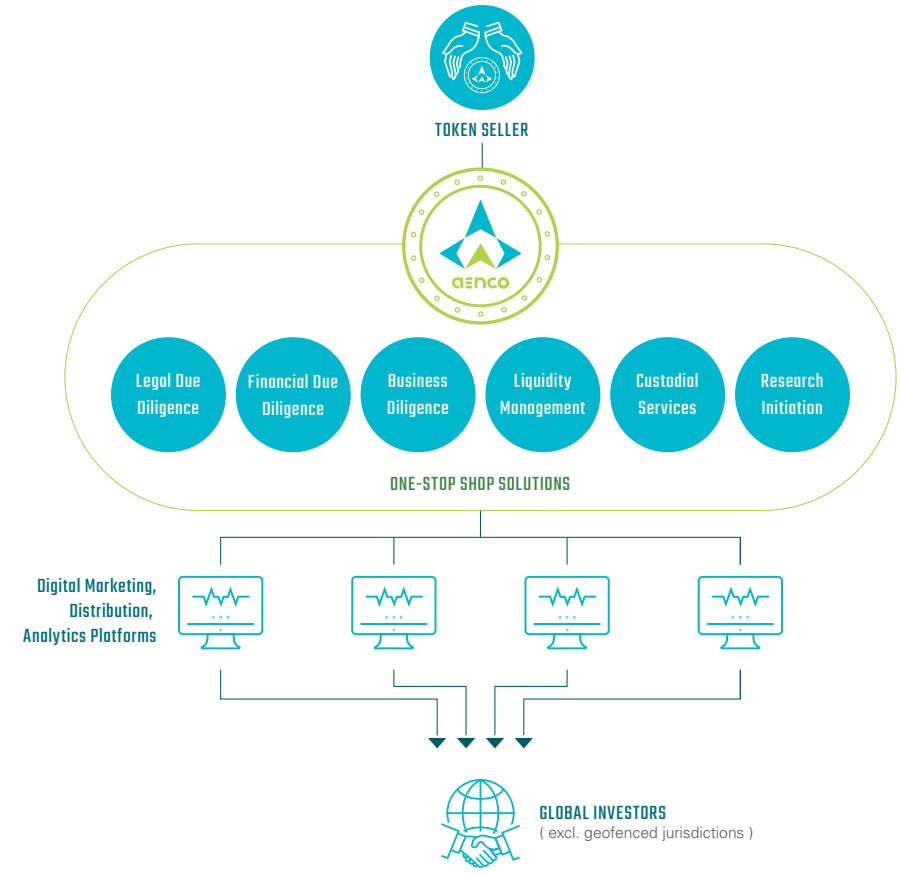 TOKEN SELLER
aenco
Legal Due
Diligence
Financial Due
Diligence
Business
Diligence
Liquidity
Management
Custodial
Services
Research
Initiation
ONE-STOP SHOP SOLUTIONS
Digital Marketing,
Distribution,
Analytics Platforms
GLOBAL INVESTORS
( excl. geofenced jurisdictions )